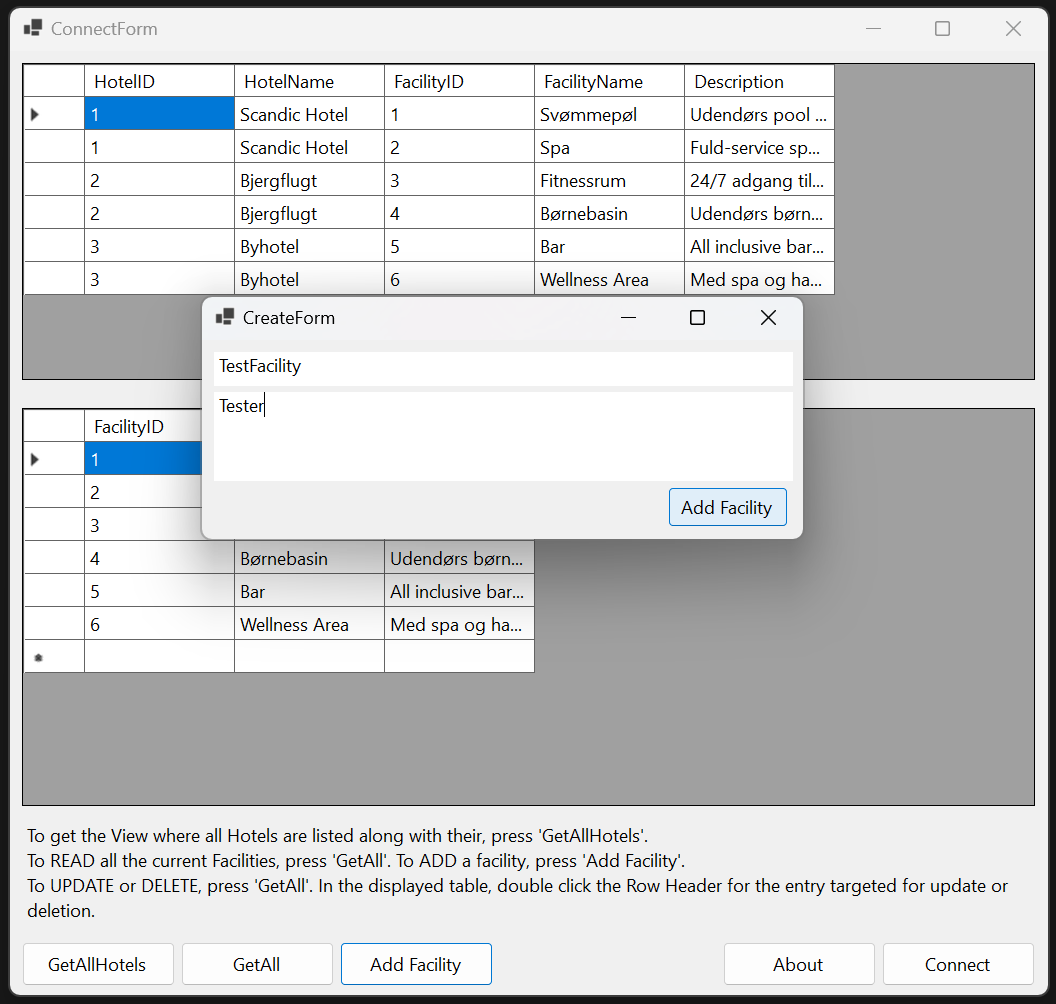 ConnectForm
HotelID HotelName FacilityID FacilityName Description
1 Scandic Hotel 1 Svømmepøl Udendørs pool ...
1 Scandic Hotel 2 Spa Fuld-service sp...
2 Bjergflugt 3 Fitnessrum 24/7 adgang til...
2 Bjergflugt 4 Børnebasin Udendørs børn...
3 Byhotel 5 Bar All inclusive bar...
3 Byhotel 6 Wellness Area Med spa og ha...
CreateForm
TestFacility
Tester
Add Facility
FacilityID
1
2
3
4 Børnebasin Udendørs børn...
5 Bar All inclusive bar...
6 Wellness Area Med spa og ha...
To get the View where all Hotels are listed along with their, press 'GetAllHotels'.
To READ all the current Facilities, press 'GetAll'. To ADD a facility, press 'Add Facility'.
To UPDATE or DELETE, press 'GetAll'. In the displayed table, double click the Row Header for the entry targeted for update or
deletion.
GetAllHotels GetAll Add Facility About Connect